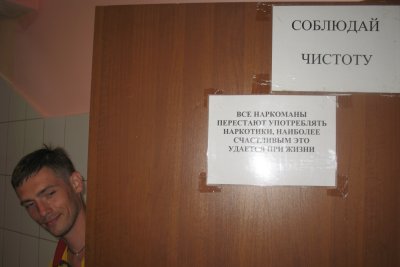 СОБЛЮДАЙ
ЧИСТОТУ
ВСЕ НАРКОМАНЫ
ПЕРЕСТАЮТ УПОТРЕБЛЯТЬ
НАРКОТИКИ, НАИБОЛЕЕ
СЧАСТЛИВЫМ ЭТО
УДАЕТСЯ ПРИ ЖИЗНИ